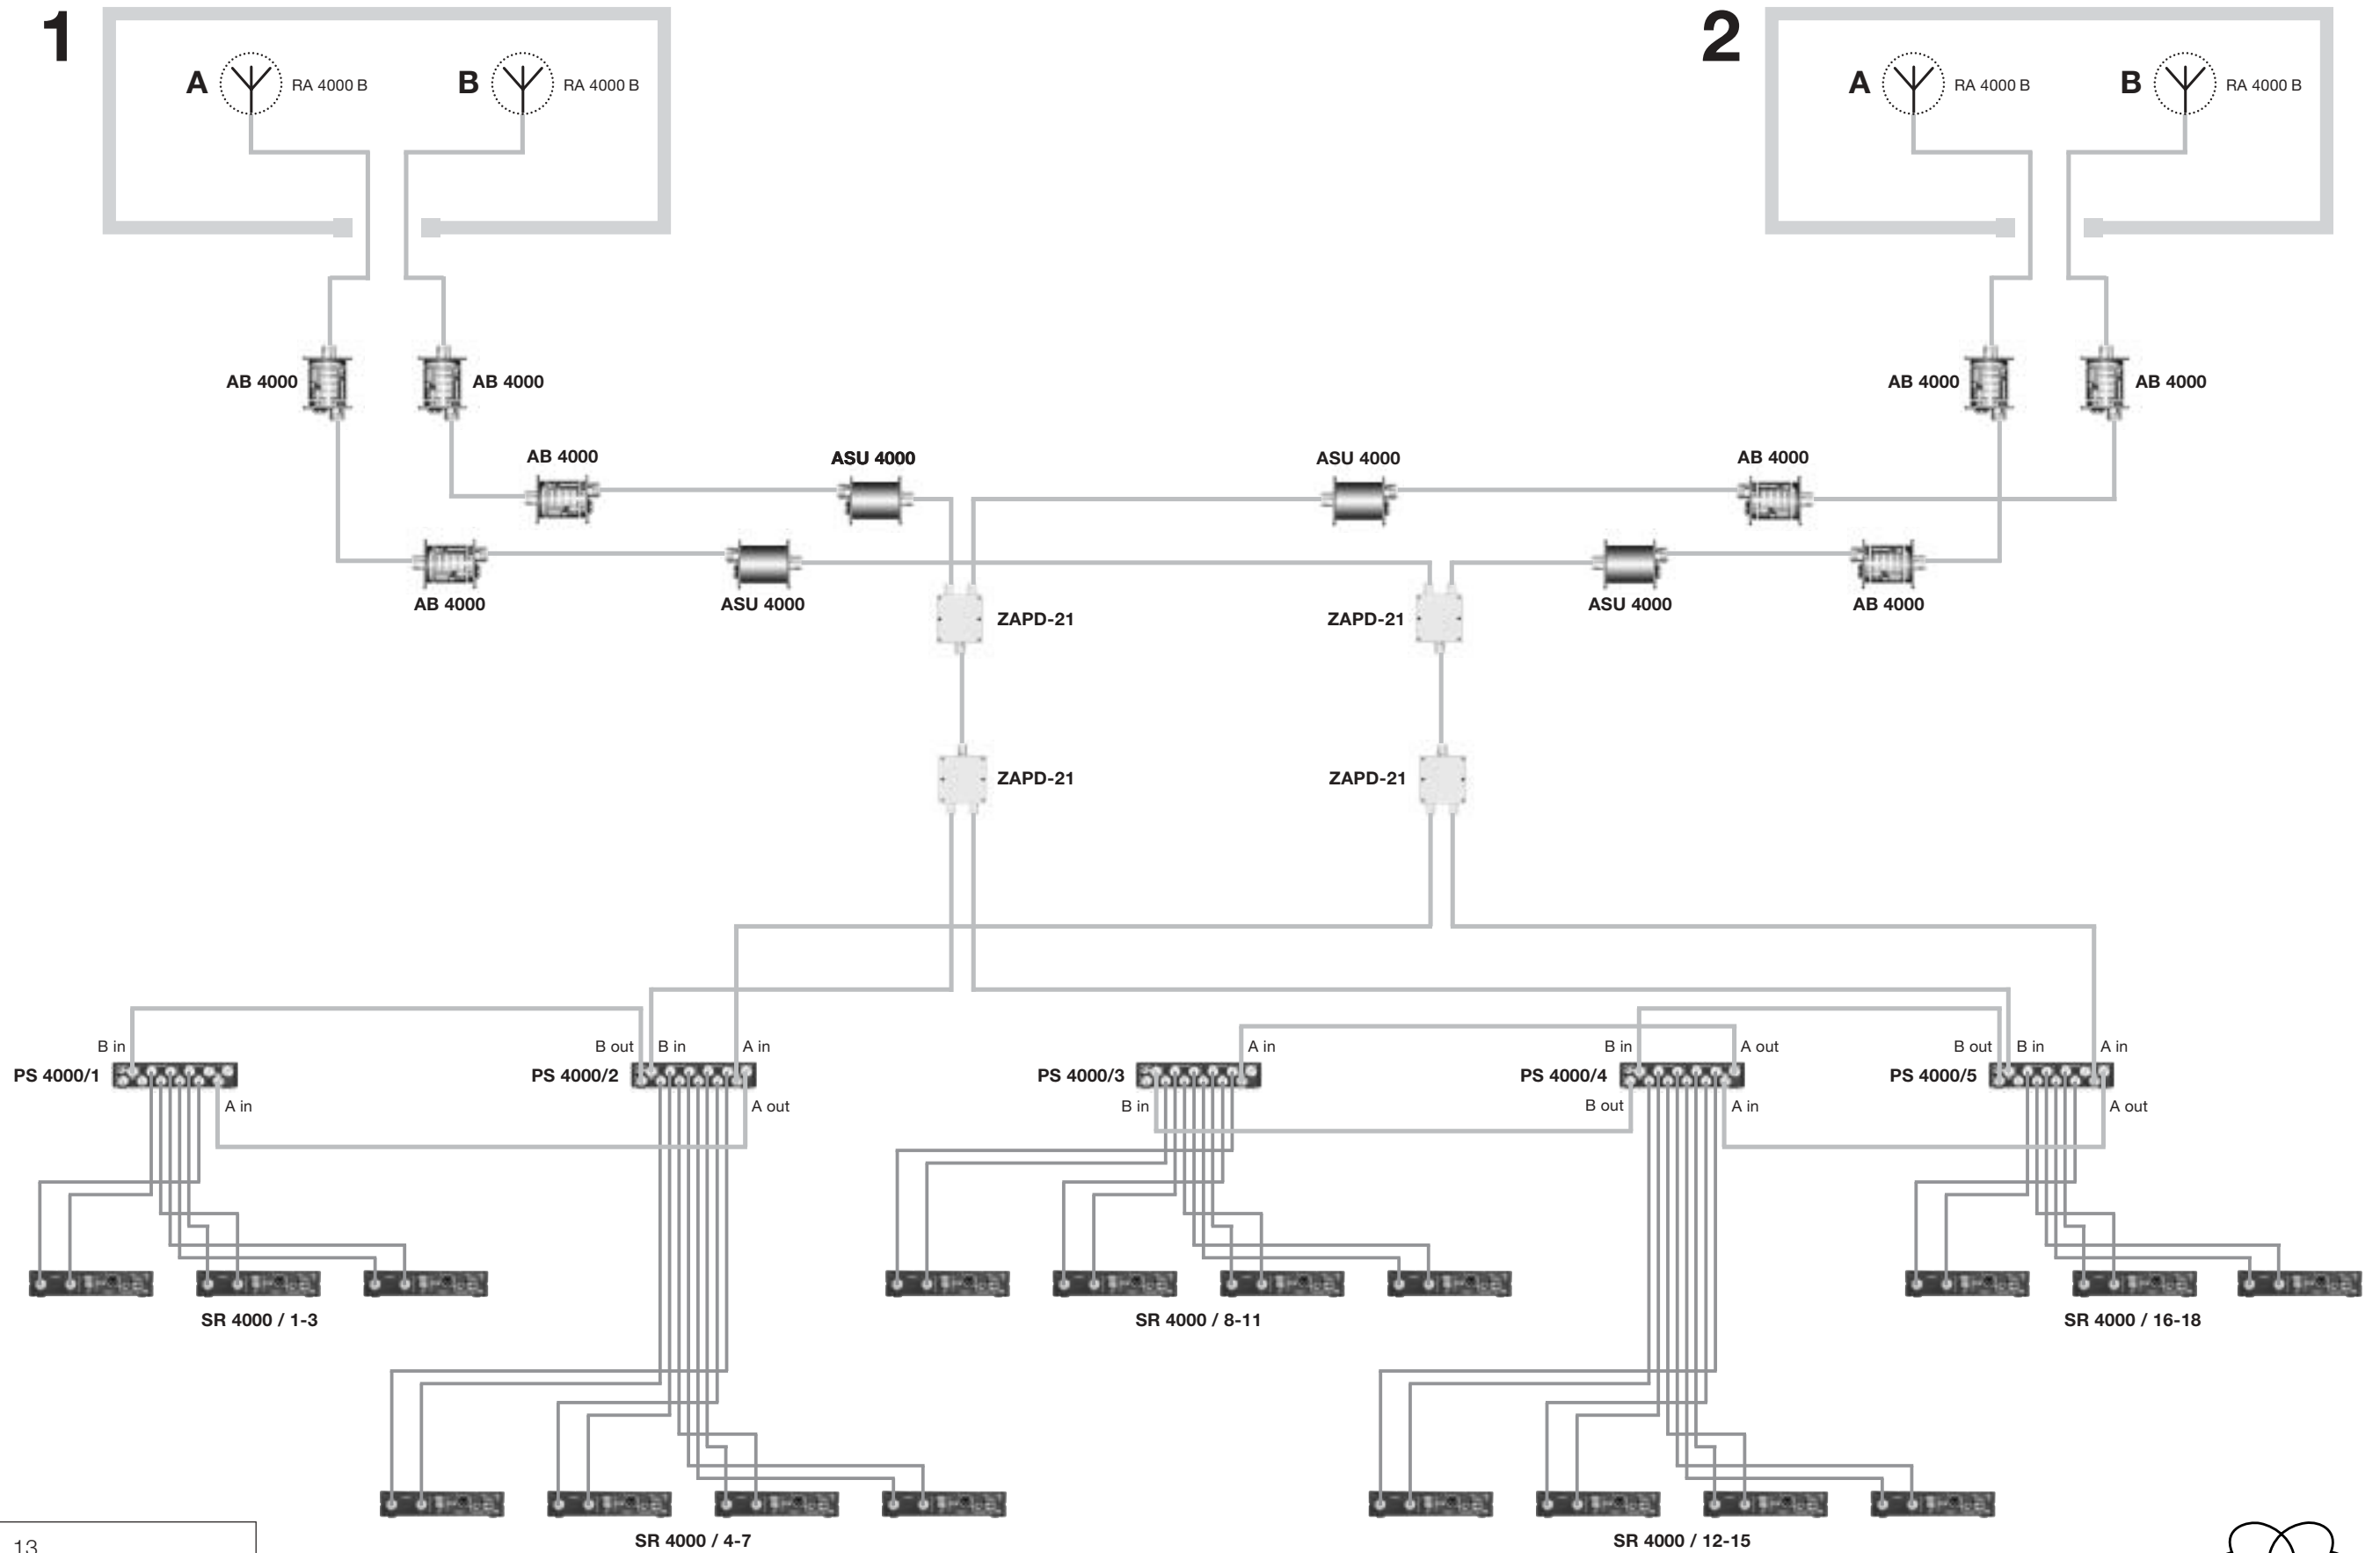 1
2
A
RA 4000 B
B
RA 4000 B
A
RA 4000 B
B
RA 4000 B
AB 4000
AB 4000
AB 4000
AB 4000
AB 4000
ASU 4000
ASU 4000
AB 4000
AB 4000
ASU 4000
ASU 4000
AB 4000
ZAPD-21
ZAPD-21
ZAPD-21
ZAPD-21
B in
B out
B in
A in
A in
B in
A out
B out
B in
A in
PS 4000/1
PS 4000/2
PS 4000/3
PS 4000/4
PS 4000/5
A in
A out
B in
B out
A in
A out
SR 4000 / 1-3
SR 4000 / 8-11
SR 4000 / 16-18
SR 4000 / 4-7
SR 4000 / 12-15
13